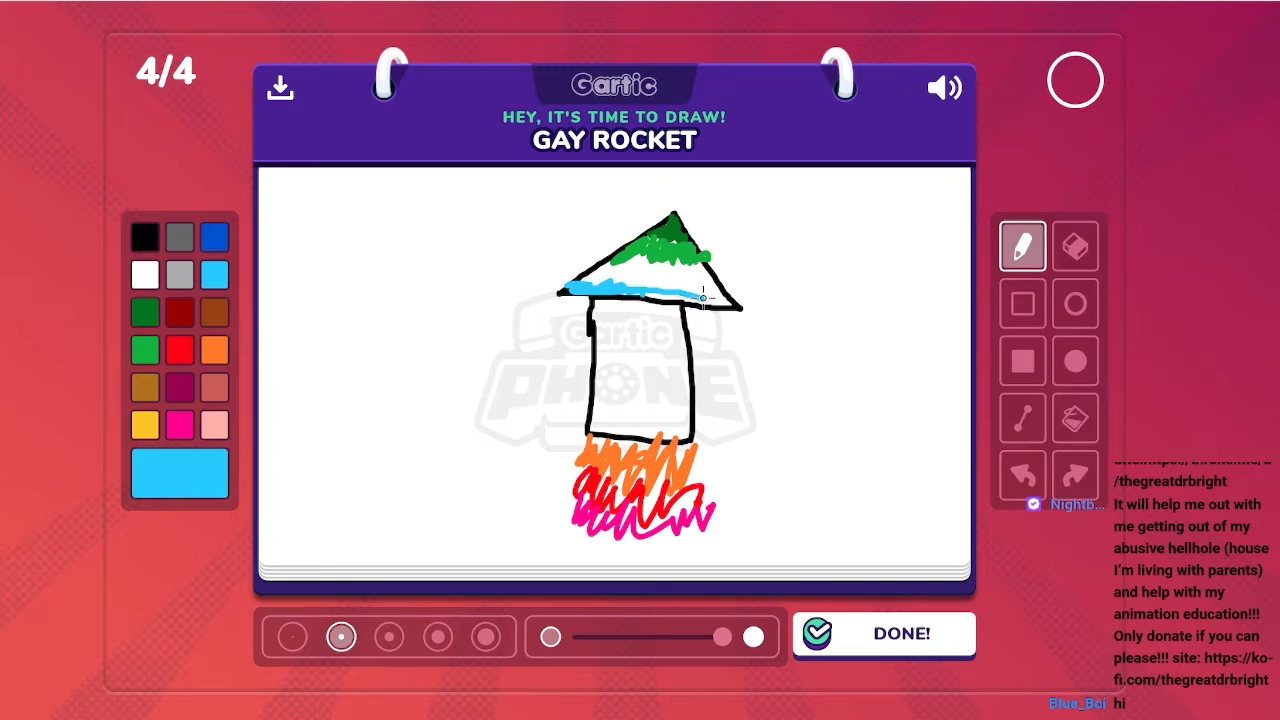 4/4
Gartic
HEY, IT'S TIME TO DRAW!
GAY ROCKET
Gartic
PHONE
DONE!
/thegreatdrbright
Nightb... It will help me out with
me getting out of my
abusive hellhole (house
I'm living with parents)
and help with my
animation education!!!
Only donate if you can
please!!! site: https://ko-
fi.com/thegreatdrbright
Blue_Boi hi